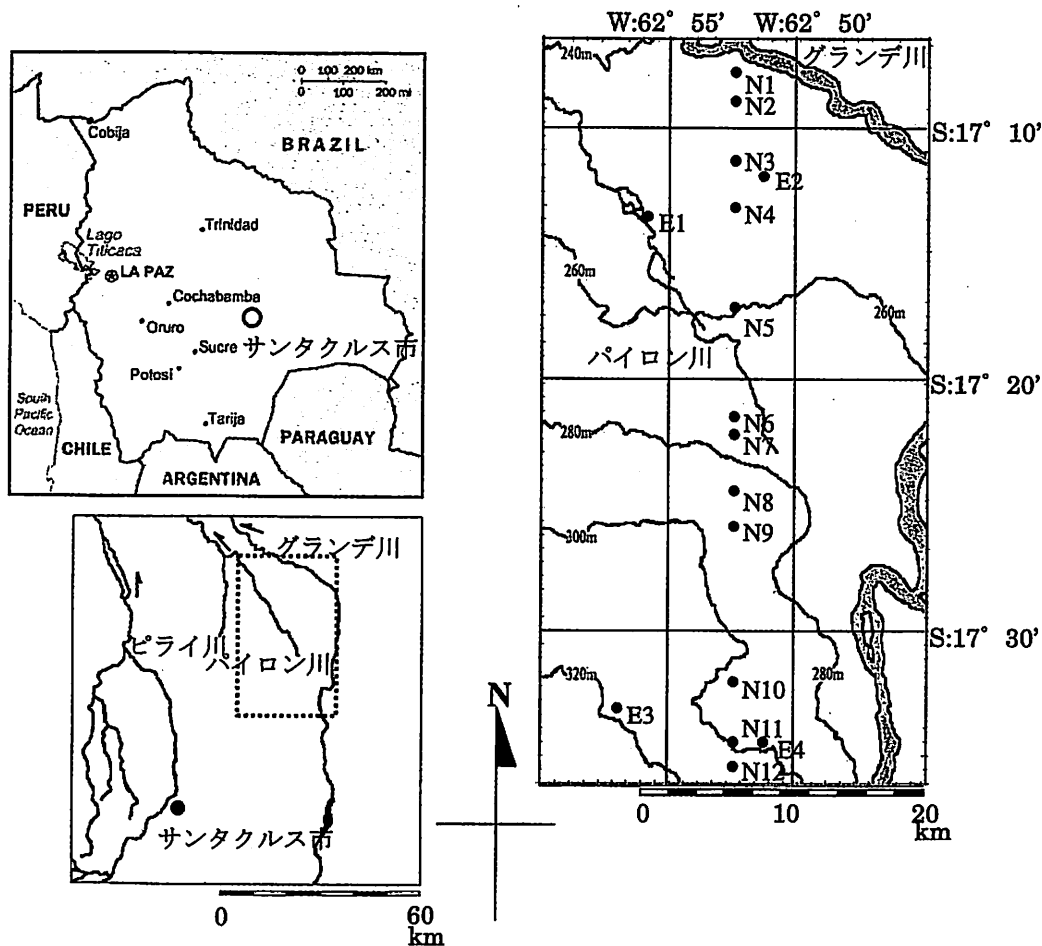 0 100 200 km
0 100 200 mi
Cobija
BRAZIL
PERU
Lago
Titicaca
Trinidad
LA PAZ
Cochabamba
Oruro
Sucre
サンタクルス市
Potosi
South
Pacific
Ocean
Tarija
CHILE
PARAGUAY
ARGENTINA
グランデ川
ピライ川
パイロン川
サンタクルス市
0 60
km
N
W:62° 55' W:62° 50'
240m
グランデ川
N1
N2
S:17° 10'
N3
E2
N4
E1
260m
N5
260m
パイロン川
S:17° 20'
N6
280m
N7
N8
300m
N9
S:17° 30'
320m
280m
N10
E3
N11
E4
N12
0 10 20
km